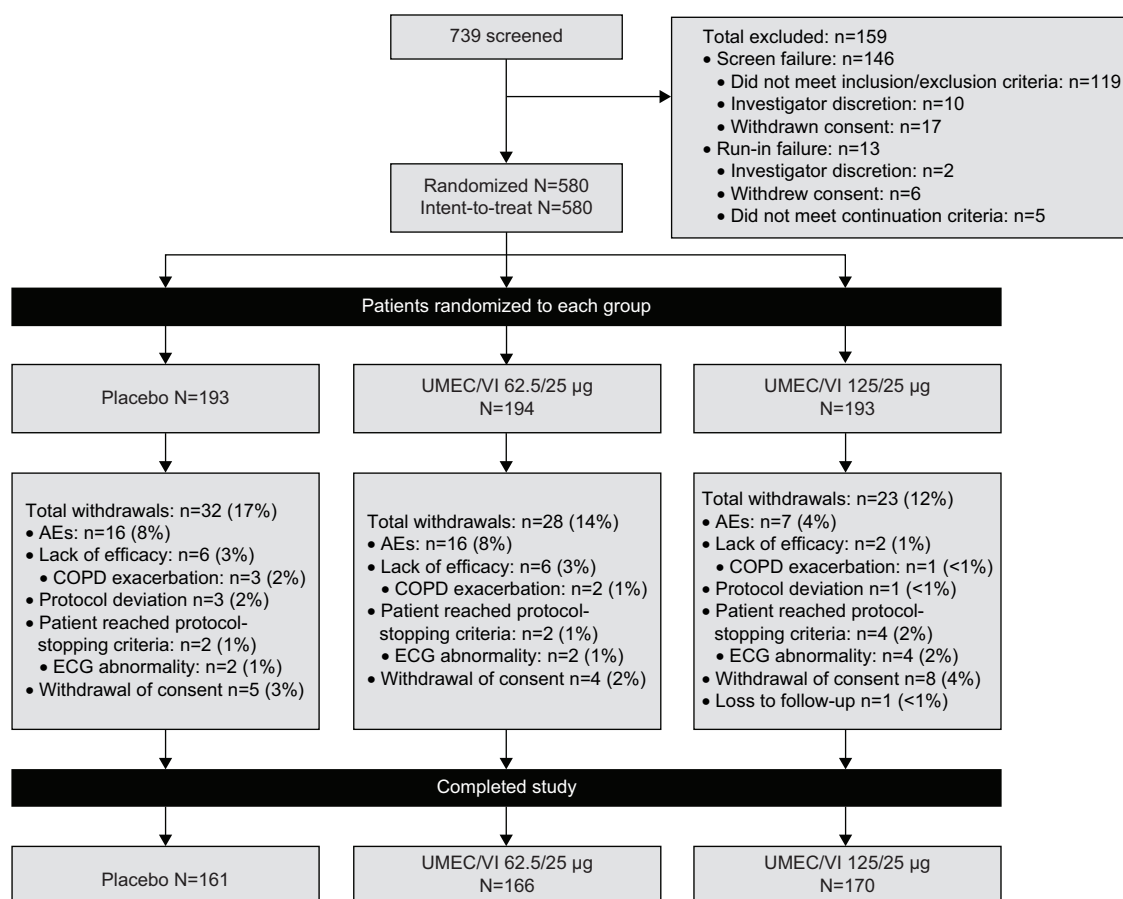 739 screened
Total excluded: n=159
• Screen failure: n=146
• Did not meet inclusion/exclusion criteria: n=119
• Investigator discretion: n=10
• Withdrawn consent: n=17
• Run-in failure: n=13
• Investigator discretion: n=2
• Withdrew consent: n=6
• Did not meet continuation criteria: n=5
Randomized N=580
Intent-to-treat N=580
Patients randomized to each group
Placebo N=193
UMEC/VI 62.5/25 µg
N=194
UMEC/VI 125/25 µg
N=193
Total withdrawals: n=32 (17%)
• AEs: n=16 (8%)
• Lack of efficacy: n=6 (3%)
• COPD exacerbation: n=3 (2%)
• Protocol deviation n=3 (2%)
• Patient reached protocol-
stopping criteria: n=2 (1%)
• ECG abnormality: n=2 (1%)
• Withdrawal of consent n=5 (3%)
Total withdrawals: n=28 (14%)
• AEs: n=16 (8%)
• Lack of efficacy: n=6 (3%)
• COPD exacerbation: n=2 (1%)
• Patient reached protocol-
stopping criteria: n=2 (1%)
• ECG abnormality: n=2 (1%)
• Withdrawal of consent n=4 (2%)
Total withdrawals: n=23 (12%)
• AEs: n=7 (4%)
• Lack of efficacy: n=2 (1%)
• COPD exacerbation: n=1 (<1%)
• Protocol deviation n=1 (<1%)
• Patient reached protocol-
stopping criteria: n=4 (2%)
• ECG abnormality: n=4 (2%)
• Withdrawal of consent n=8 (4%)
• Loss to follow-up n=1 (<1%)
Completed study
Placebo N=161
UMEC/VI 62.5/25 µg
N=166
UMEC/VI 125/25 µg
N=170